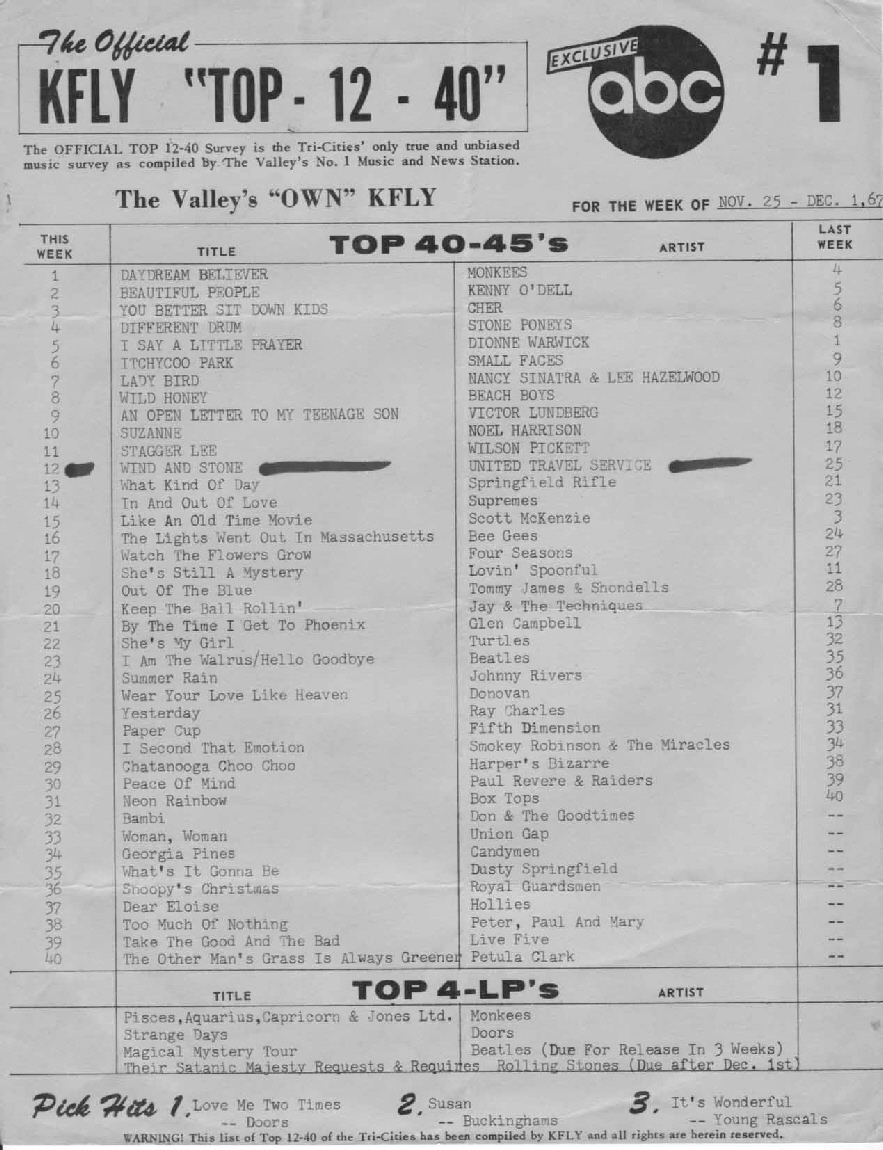 The Official
KFLY "TOP - 12 - 40"
EXCLUSIVE
abc
# 1
The OFFICIAL TOP 12-40 Survey is the Tri-Cities' only true and unbiased
music survey as compiled by The Valley's No. 1 Music and News Station.
The Valley's "OWN" KFLY
FOR THE WEEK OF NOV. 25 - DEC. 1,67
THIS WEEK TITLE TOP 40-45's ARTIST LAST WEEK
1 DAYDREAM BELIEVER MONKEES 4
2 BEAUTIFUL PEOPLE KENNY O'DELL 5
3 YOU BETTER SIT DOWN KIDS CHER 6
4 DIFFERENT DRUM STONE PONEYS 8
5 I SAY A LITTLE PRAYER DIONNE WARWICK 1
6 ITCHYCOO PARK SMALL FACES 9
7 LADY BIRD NANCY SINATRA & LEE HAZELWOOD 10
8 WILD HONEY BEACH BOYS 12
9 AN OPEN LETTER TO MY TEENAGE SON VICTOR LUNDBERG 15
10 SUZANNE NOEL HARRISON 18
11 STAGGER LEE WILSON PICKETT 17
12 WIND AND STONE UNITED TRAVEL SERVICE 25
13 What Kind Of Day Springfield Rifle 21
14 In And Out Of Love Supremes 23
15 Like An Old Time Movie Scott McKenzie 3
16 The Lights Went Out In Massachusetts Bee Gees 24
17 Watch The Flowers Grow Four Seasons 27
18 She's Still A Mystery Lovin' Spoonful 11
19 Out Of The Blue Tommy James & Shondells 28
20 Keep The Ball Rollin' Jay & The Techniques 7
21 By The Time I Get To Phoenix Glen Campbell 13
22 She's My Girl Turtles 32
23 I Am The Walrus/Hello Goodbye Beatles 35
24 Summer Rain Johnny Rivers 36
25 Wear Your Love Like Heaven Donovan 37
26 Yesterday Ray Charles 31
27 Paper Cup Fifth Dimension 33
28 I Second That Emotion Smokey Robinson & The Miracles 34
29 Chatanooga Choo Choo Harper's Bizarre 38
30 Peace Of Mind Paul Revere & Raiders 39
31 Neon Rainbow Box Tops 40
32 Bambi Don & The Goodtimes --
33 Woman, Woman Union Gap --
34 Georgia Pines Candymen --
35 What's It Gonna Be Dusty Springfield --
36 Snoopy's Christmas Royal Guardsmen --
37 Dear Eloise Hollies --
38 Too Much Of Nothing Peter, Paul And Mary --
39 Take The Good And The Bad Live Five --
40 The Other Man's Grass Is Always Greener Petula Clark --
TITLE TOP 4-LP's ARTIST
Pisces,Aquarius,Capricorn & Jones Ltd. Monkees
Strange Days Doors
Magical Mystery Tour Beatles (Due For Release In 3 Weeks)
Their Satanic Majesty Requests & Requires Rolling Stones (Due after Dec. 1st)
Pick Hits 1. Love Me Two Times 2. Susan 3. It's Wonderful
-- Doors -- Buckinghams -- Young Rascals
WARNING! This list of Top 12-40 of the Tri-Cities has been compiled by KFLY and all rights are herein reserved.